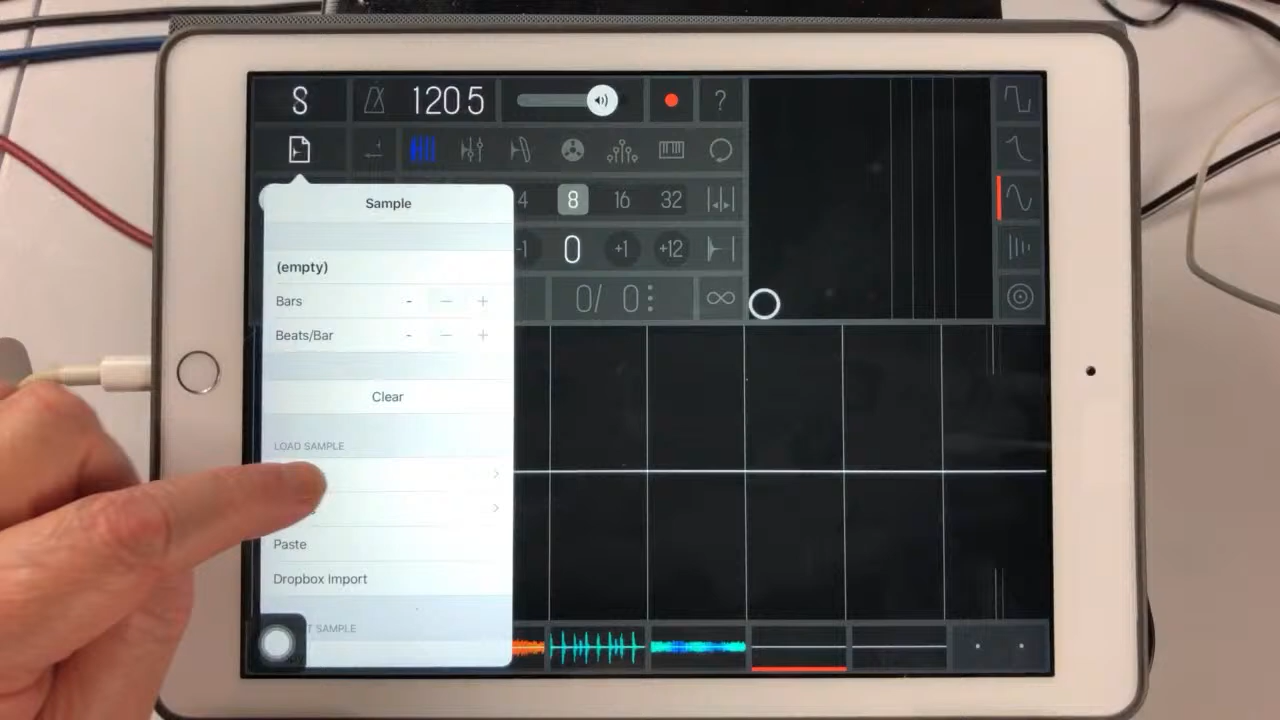 S 120 5 ?
Sample
4 8 16 32
(empty)
-1 0 +1 +12
Bars - — +
0/ 0
Beats/Bar - — +
Clear
LOAD SAMPLE
Paste
Dropbox Import
T SAMPLE